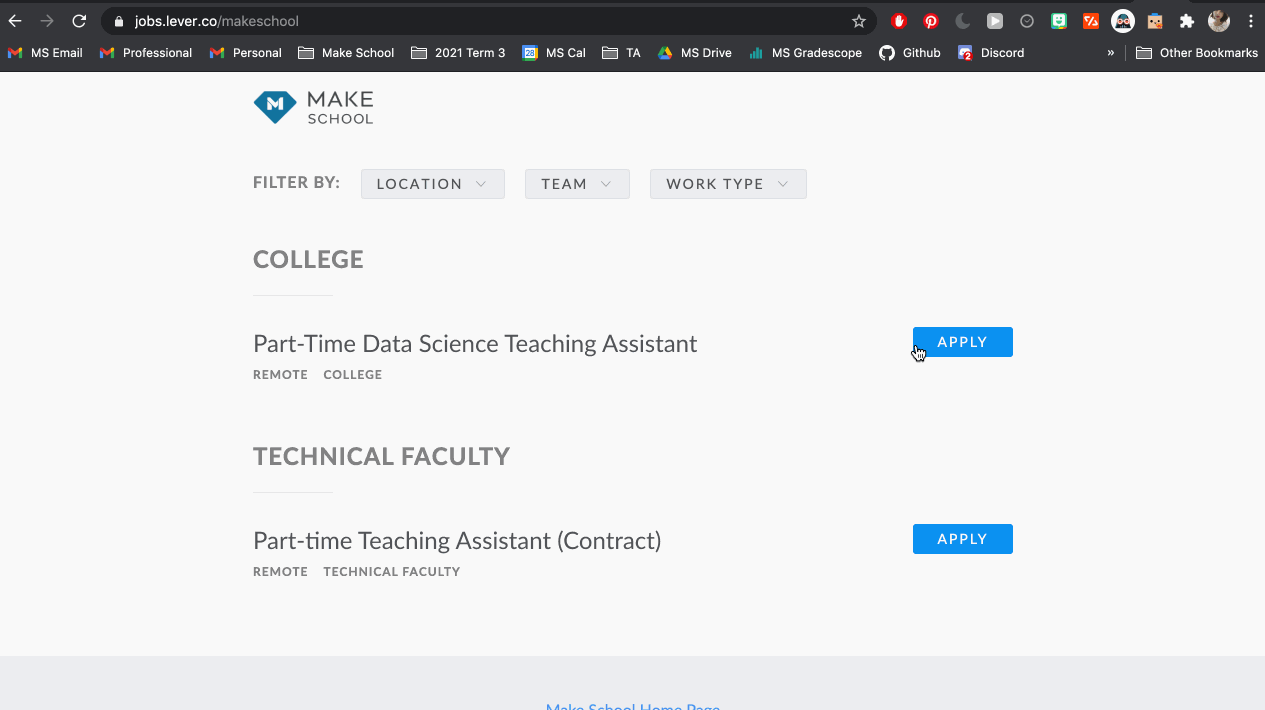 jobs.lever.co/makeschool
MS Email Professional Personal Make School 2021 Term 3 28 MS Cal TA MS Drive MS Gradescope Github 2 Discord » Other Bookmarks
M MAKE
SCHOOL
FILTER BY: LOCATION TEAM WORK TYPE
COLLEGE
Part-Time Data Science Teaching Assistant APPLY
REMOTE COLLEGE
TECHNICAL FACULTY
Part-time Teaching Assistant (Contract) APPLY
REMOTE TECHNICAL FACULTY
Make School Home Page